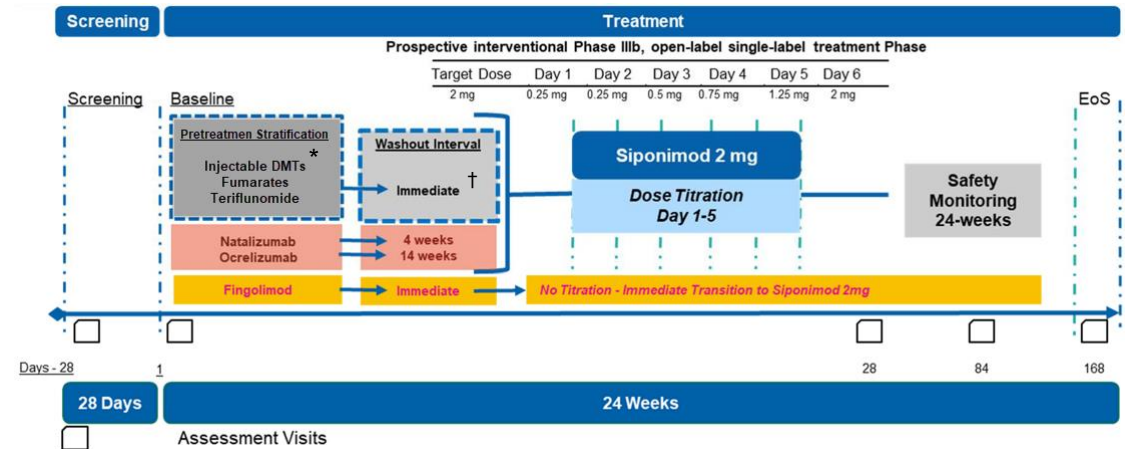 Screening
Treatment
Prospective interventional Phase IIIb, open-label single-label treatment Phase
Target Dose Day 1 Day 2 Day 3 Day 4 Day 5 Day 6
2 mg 0.25 mg 0.25 mg 0.5 mg 0.75 mg 1.25 mg 2 mg
Screening
Baseline
EoS
Pretreatmen Stratification
Injectable DMTs *
Fumarates
Teriflunomide
Washout Interval
Immediate †
Siponimod 2 mg
Dose Titration
Day 1-5
Safety
Monitoring
24-weeks
Natalizumab 4 weeks
Ocrelizumab 14 weeks
Fingolimod Immediate No Titration - Immediate Transition to Siponimod 2mg
Days - 28 1 28 84 168
28 Days 24 Weeks
Assessment Visits